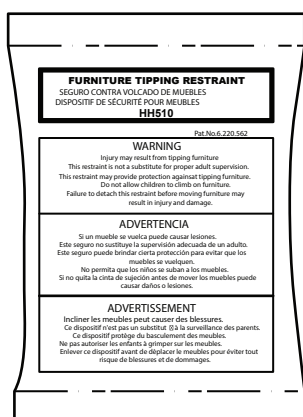 FURNITURE TIPPING RESTRAINT
SEGURO CONTRA VOLCADO DE MUEBLES
DISPOSITIF DE SÉCURITÉ POUR MEUBLES
HH510
Pat.No.6.220.562
WARNING
Injury may result from tipping furniture
This restraint is not a substitute for proper adult supervision.
This restraint may provide protection againsat tipping furniture.
Do not allow children to climb on furniture.
Failure to detach this restraint before moving furniture may
result in injury and damage.
ADVERTENCIA
Si un mueble se vuelca puede causar lesiones.
Este seguro no sustituye la supervisión adecuada de un adulto.
Este seguro puede brindar cierta protección para evitar que los
muebles se vuelquen.
No permita que los niños se suban a los muebles.
Si no quita la cinta de sujeción antes de mover los muebles puede
causar daños o lesiones.
ADVERTISSEMENT
Incliner les meubles peut causer des blessures.
Ce dispositif n'est pas un substitut à la surveillance des parents.
Ce dispositif protège du basculement des meubles.
Ne pas autoriser les enfants à grimper sur les meubles.
Enlever ce dispositif avant de déplacer le meubles pour éviter tout
risque de blessures et de dommages.